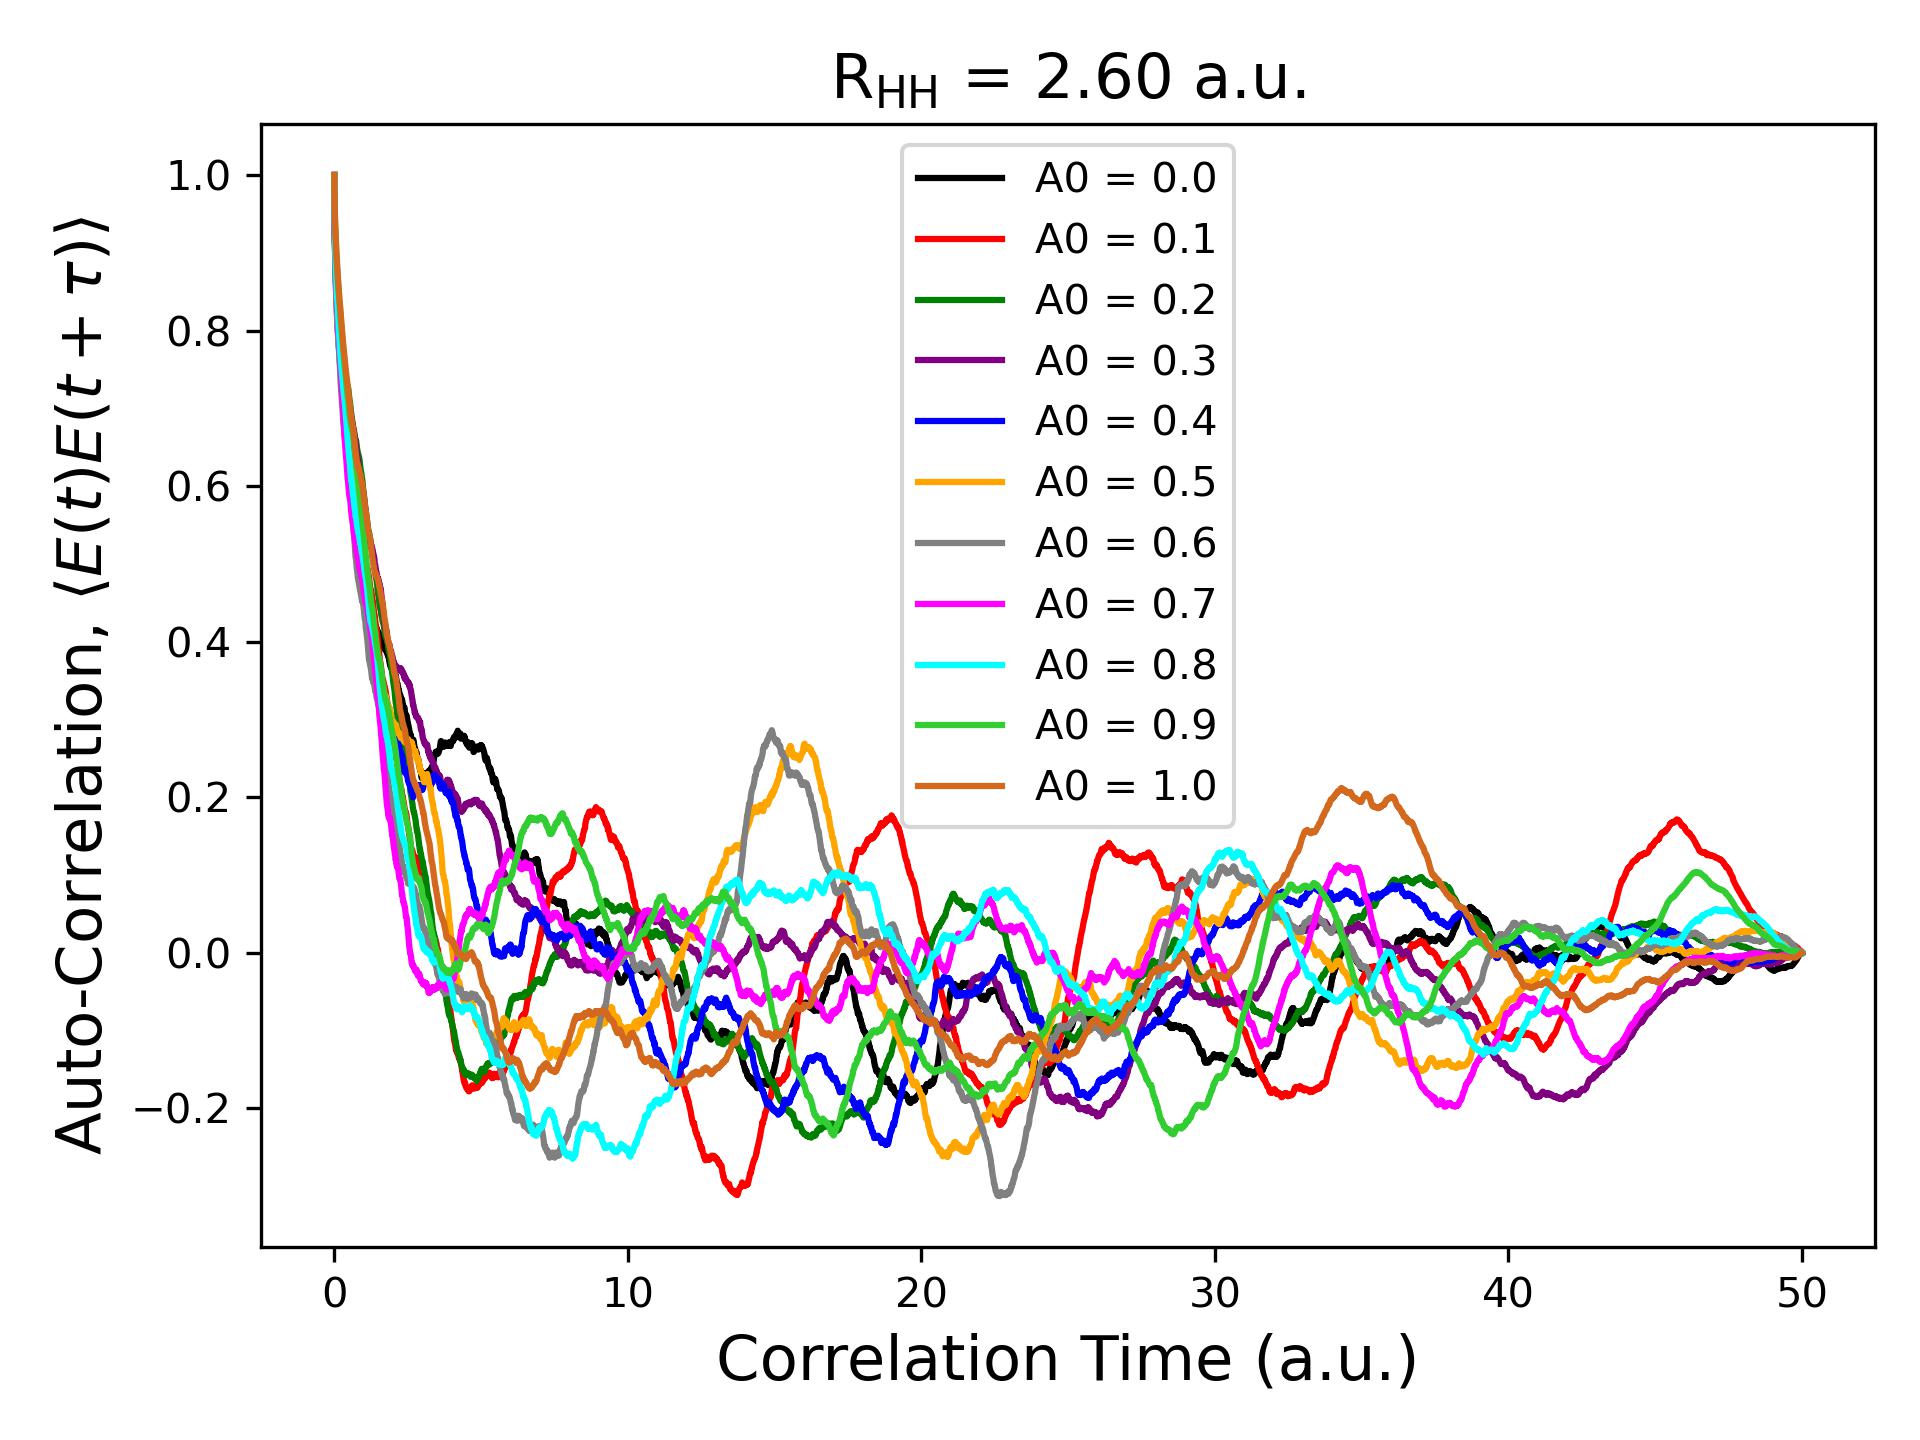 R_HH = 2.60 a.u.
Auto-Correlation, ⟨E(t)E(t + τ)⟩
1.0
0.8
0.6
0.4
0.2
0.0
−0.2
A0 = 0.0
A0 = 0.1
A0 = 0.2
A0 = 0.3
A0 = 0.4
A0 = 0.5
A0 = 0.6
A0 = 0.7
A0 = 0.8
A0 = 0.9
A0 = 1.0
0 10 20 30 40 50
Correlation Time (a.u.)